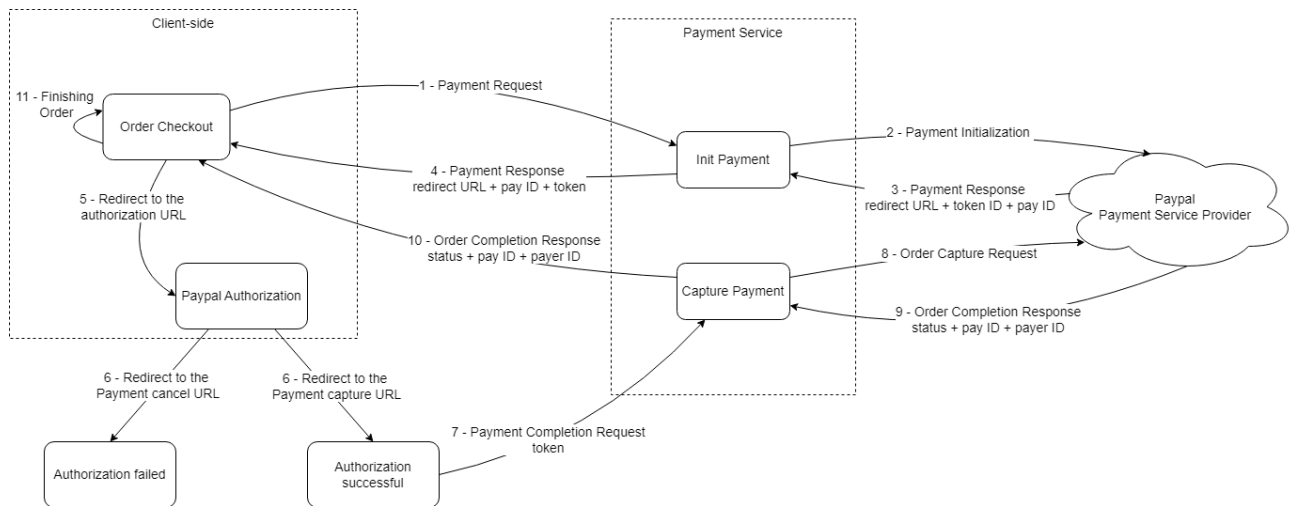 Client-side
Payment Service
11 - Finishing
Order
Order Checkout
1 - Payment Request
Init Payment
2 - Payment Initialization
4 - Payment Response
redirect URL + pay ID + token
3 - Payment Response
redirect URL + token ID + pay ID
Paypal
Payment Service Provider
5 - Redirect to the
authorization URL
10 - Order Completion Response
status + pay ID + payer ID
8 - Order Capture Request
Paypal Authorization
Capture Payment
9 - Order Completion Response
status + pay ID + payer ID
6 - Redirect to the
Payment cancel URL
6 - Redirect to the
Payment capture URL
7 - Payment Completion Request
token
Authorization failed
Authorization
successful